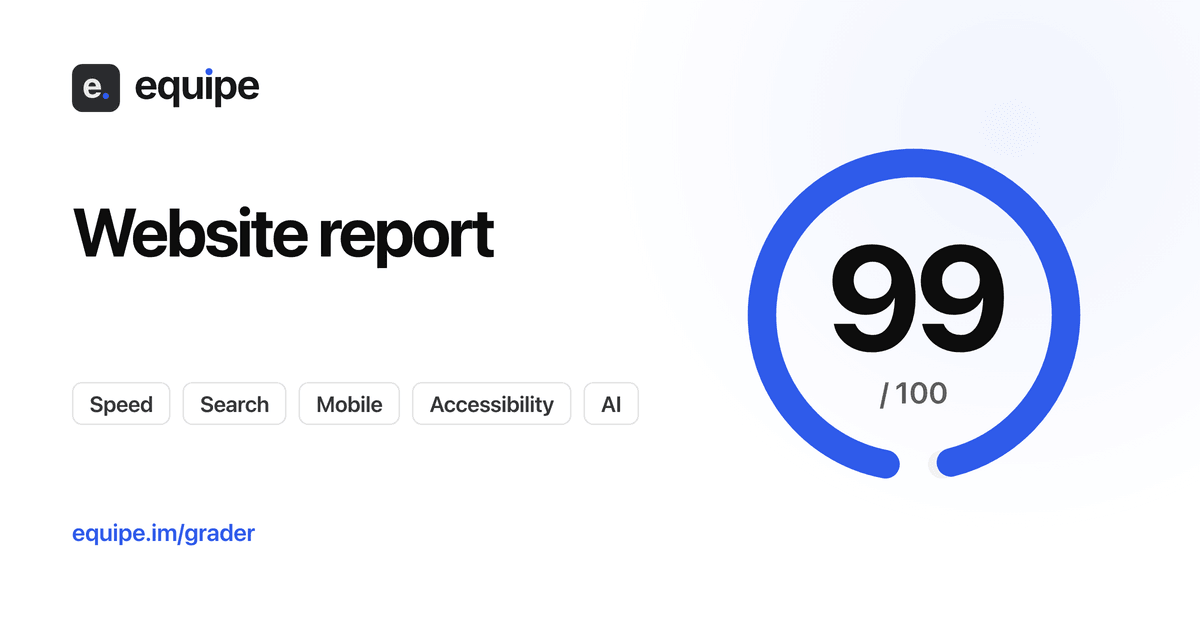 e.
equipe
Website report
99
/ 100
Speed
Search
Mobile
Accessibility
AI
equipe.im/grader